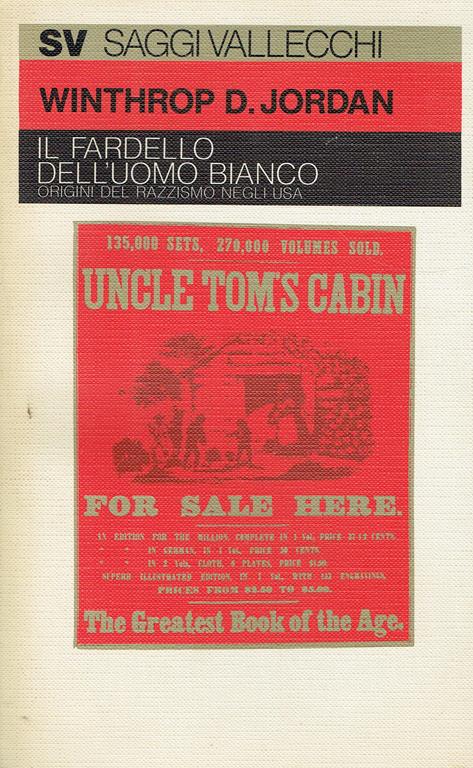 SV SAGGI VALLECCHI
WINTHROP D. JORDAN
IL FARDELLO
DELL'UOMO BIANCO
ORIGINI DEL RAZZISMO NEGLI USA
135,000 SETS, 270,000 VOLUMES SOLD.
UNCLE TOM'S CABIN
FOR SALE HERE.
AN EDITION FOR THE MILLION, COMPLETE IN 1 Vol, PRICE 37 1-2 CENTS.
" " IN GERMAN, IN 1 Vol., PRICE 50 CENTS.
" " IN 2 Vols, CLOTH, 6 PLATES, PRICE $1.50.
SUPERB ILLUSTRATED EDITION, IN 1 Vol, WITH 153 ENGRAVINGS,
PRICES FROM $2.50 TO $5.00.
The Greatest Book of the Age.